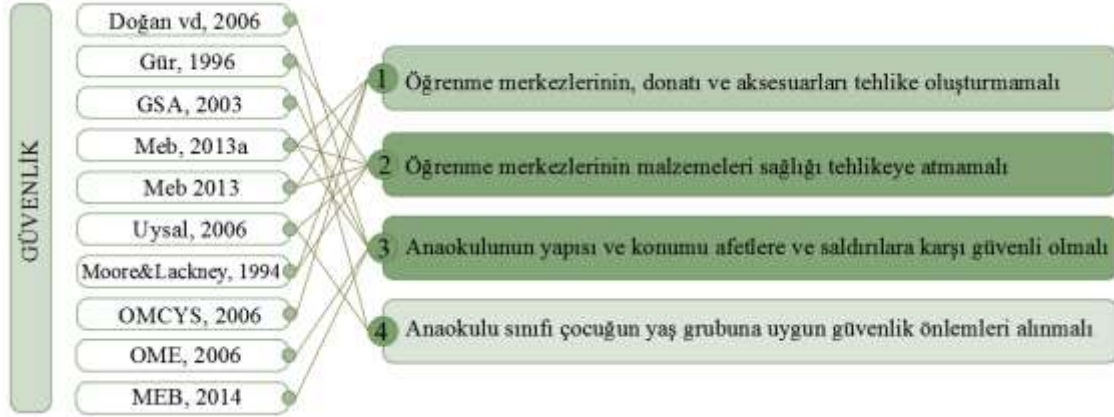 GÜVENLİK
Doğan vd, 2006
Gür, 1996
GSA, 2003
Meb, 2013a
Meb 2013
Uysal, 2006
Moore&Lackney, 1994
OMCYS, 2006
OME, 2006
MEB, 2014
1 Öğrenme merkezlerinin, donatı ve aksesuarları tehlike oluşturmamalı
2 Öğrenme merkezlerinin malzemeleri sağlığı tehlikeye atmamalı
3 Anaokulunun yapısı ve konumu afetlere ve saldırılara karşı güvenli olmalı
4 Anaokulu sınıfı çocuğun yaş grubuna uygun güvenlik önlemleri alınmalı